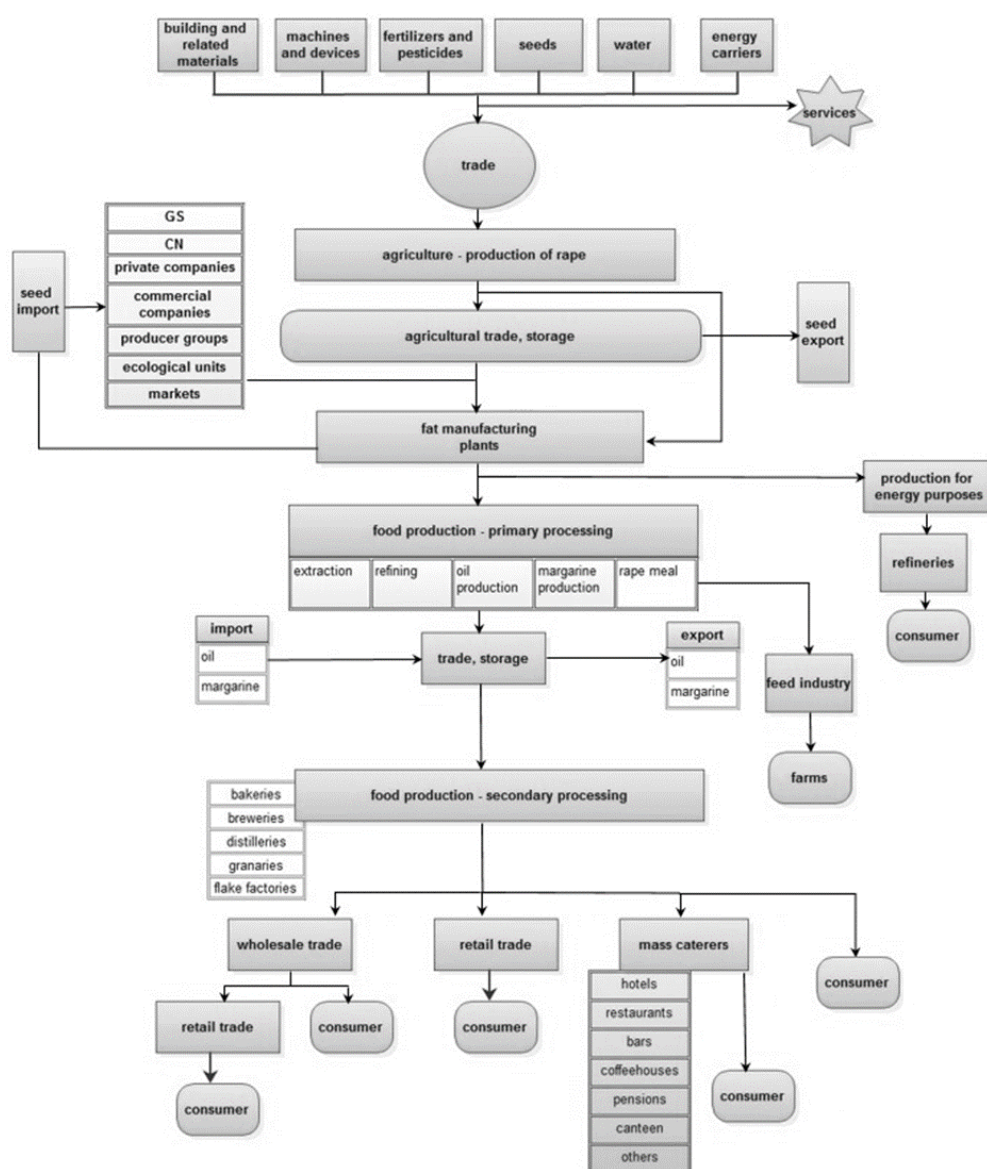 building and
related
materials
machines
and devices
fertilizers and
pesticides
seeds
water
energy
carriers
services
trade
GS
CN
private companies
commercial
companies
producer groups
ecological units
markets
seed
import
agriculture - production of rape
agricultural trade, storage
seed
export
fat manufacturing
plants
production for
energy purposes
refineries
consumer
food production - primary processing
extraction
refining
oil
production
margarine
production
rape meal
import
oil
margarine
trade, storage
export
oil
margarine
feed industry
farms
food production - secondary processing
bakeries
breweries
distilleries
granaries
flake factories
wholesale trade
retail trade
mass caterers
consumer
retail trade
consumer
consumer
consumer
hotels
restaurants
bars
coffeehouses
pensions
canteen
others
consumer